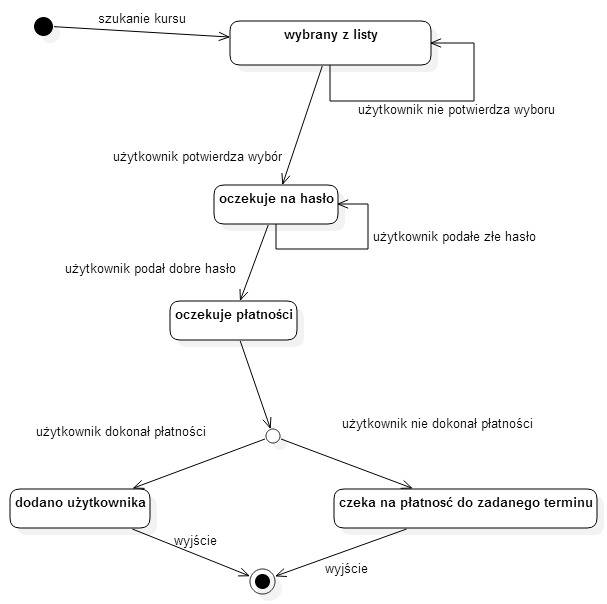 szukanie kursu
wybrany z listy
użytkownik nie potwierdza wyboru
użytkownik potwierdza wybór
oczekuje na hasło
użytkownik podałe złe hasło
użytkownik podał dobre hasło
oczekuje płatności
użytkownik dokonał płatności
użytkownik nie dokonał płatności
dodano użytkownika
czeka na płatnosć do zadanego terminu
wyjście
wyjście